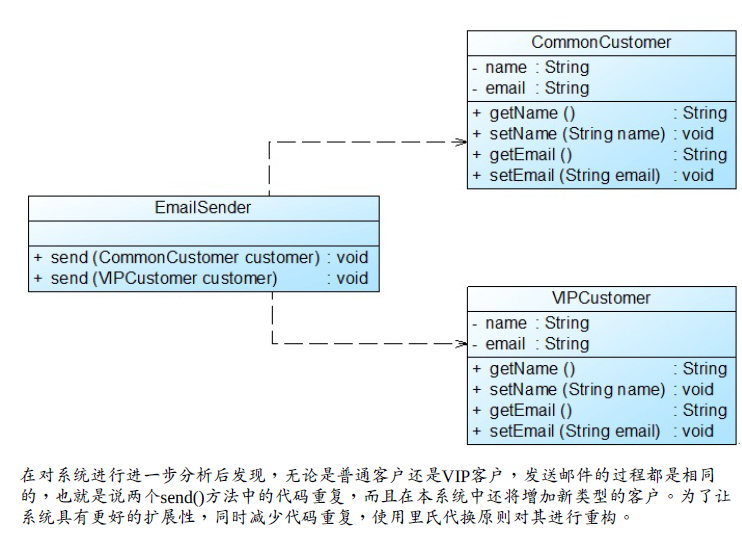 CommonCustomer
- name : String
- email : String
+ getName () : String
+ setName (String name) : void
+ getEmail () : String
+ setEmail (String email) : void
EmailSender
+ send (CommonCustomer customer) : void
+ send (VIPCustomer customer) : void
VIPCustomer
- name : String
- email : String
+ getName () : String
+ setName (String name) : void
+ getEmail () : String
+ setEmail (String email) : void
在对系统进行进一步分析后发现，无论是普通客户还是VIP客户，发送邮件的过程都是相同
的，也就是说两个send()方法中的代码重复，而且在本系统中还将增加新类型的客户。为了让
系统具有更好的扩展性，同时减少代码重复，使用里氏代换原则对其进行重构。